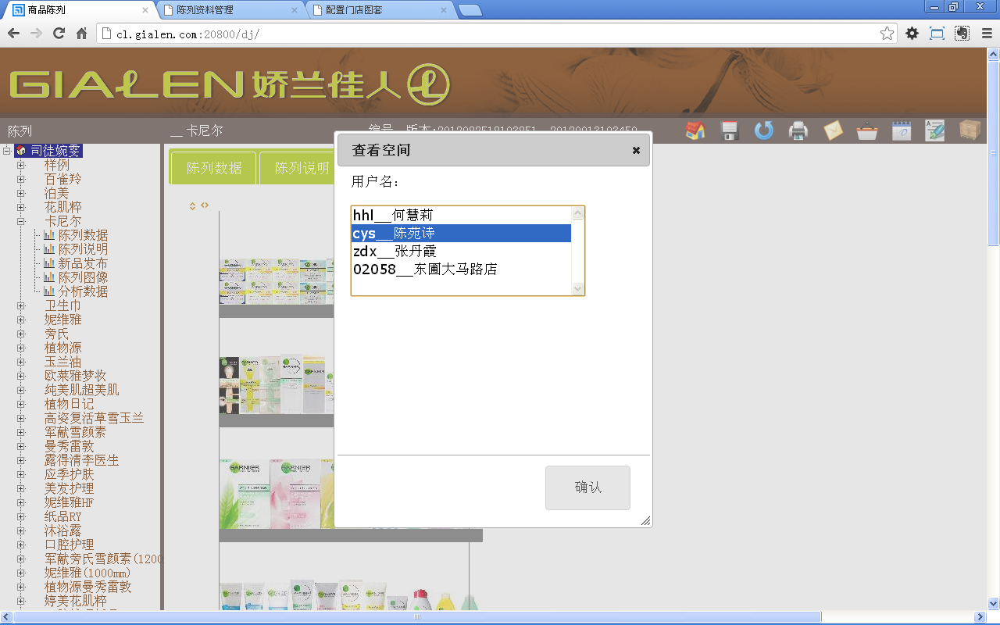 商品陈列
陈列资料管理
配置门店图套
cl.gialen.com:20800/dj/
GIALEN 娇兰佳人
陈列
__卡尼尔
司徒婉雯
样例
百雀羚
泊美
花肌粹
卡尼尔
陈列数据
陈列说明
新品发布
陈列图像
分析数据
卫生巾
妮维雅
旁氏
植物源
玉兰油
欧莱雅梦妆
纯美肌超美肌
植物日记
高姿复活草雪玉兰
军献雪颜素
曼秀雷敦
露得清李医生
应季护肤
美发护理
妮维雅HF
纸品RY
沐浴露
口腔护理
军献旁氏雪颜素(1200
妮维雅(1000mm)
植物源曼秀雷敦
婷美花肌粹
陈列数据
陈列说明
查看空间
用户名:
hhl__何慧莉
cys__陈苑诗
zdx__张丹霞
02058__东圃大马路店
确认
GARNIER
GARNIER